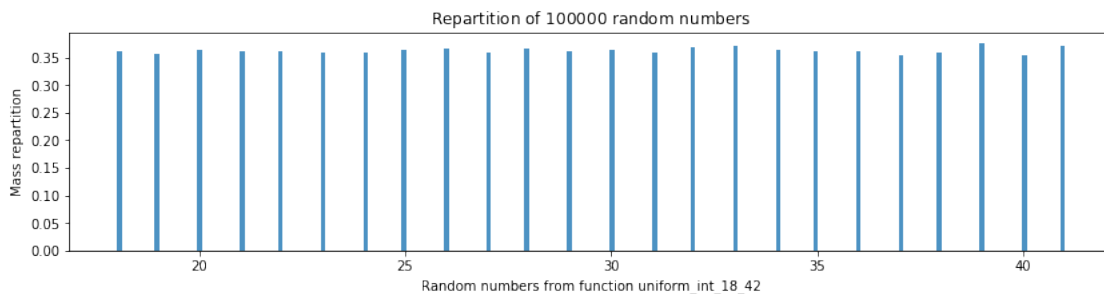 Repartition of 100000 random numbers
Mass repartition
0.35
0.30
0.25
0.20
0.15
0.10
0.05
0.00
20 25 30 35 40
Random numbers from function uniform_int_18_42